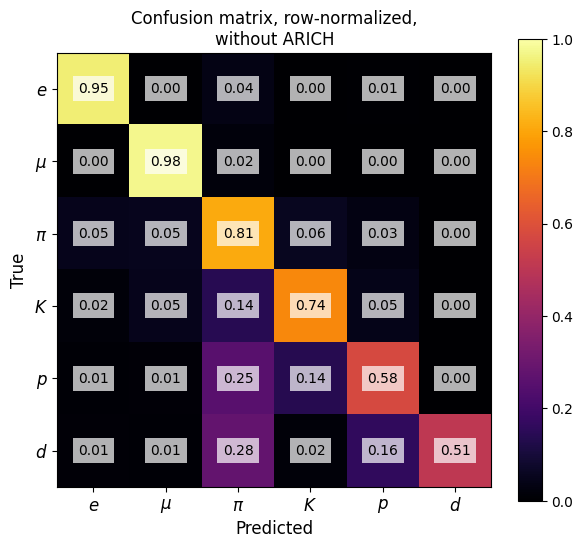 Confusion matrix, row-normalized,
without ARICH
1.0
e 0.95 0.00 0.04 0.00 0.01 0.00
μ 0.00 0.98 0.02 0.00 0.00 0.00
0.8
π 0.05 0.05 0.81 0.06 0.03 0.00
0.6
True
K 0.02 0.05 0.14 0.74 0.05 0.00
0.4
p 0.01 0.01 0.25 0.14 0.58 0.00
0.2
d 0.01 0.01 0.28 0.02 0.16 0.51
0.0
e μ π K p d
Predicted